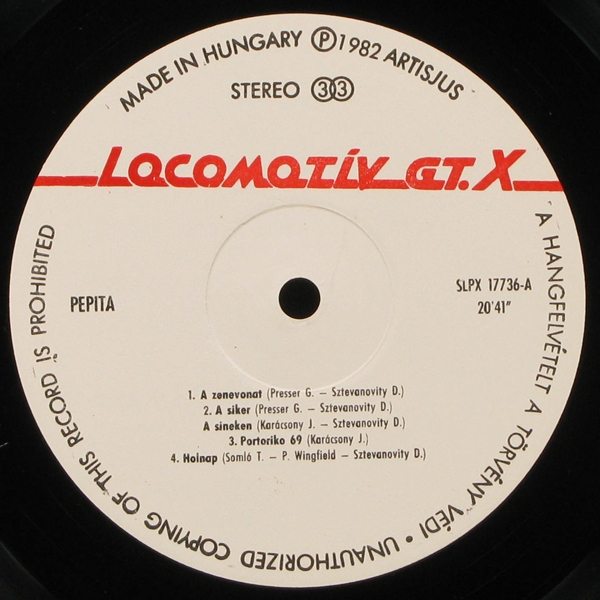 MADE IN HUNGARY Ⓟ 1982 ARTISJUS
STEREO 33
LOCOMOTÍV GT. X
PEPITA
SLPX 17736-A
20'41"
1. A zenevonat (Presser G. – Sztevanovity D.)
2. A siker (Presser G. – Sztevanovity D.)
A sineken (Karácsony J. – Sztevanovity D.)
3. Portoriko 69 (Karácsony J.)
4. Holnap (Somló T. – P. Wingfield – Sztevanovity D.)
A HANGFELVÉTELT A TÖRVÉNY VÉDI • UNAUTHORIZED COPYING OF THIS RECORD IS PROHIBITED